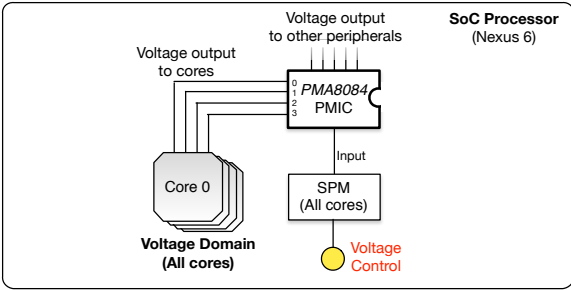 Voltage output
to other peripherals
SoC Processor
(Nexus 6)
Voltage output
to cores
0
1
2
3
PMA8084
PMIC
Input
Core 0
SPM
(All cores)
Voltage Domain
(All cores)
Voltage
Control